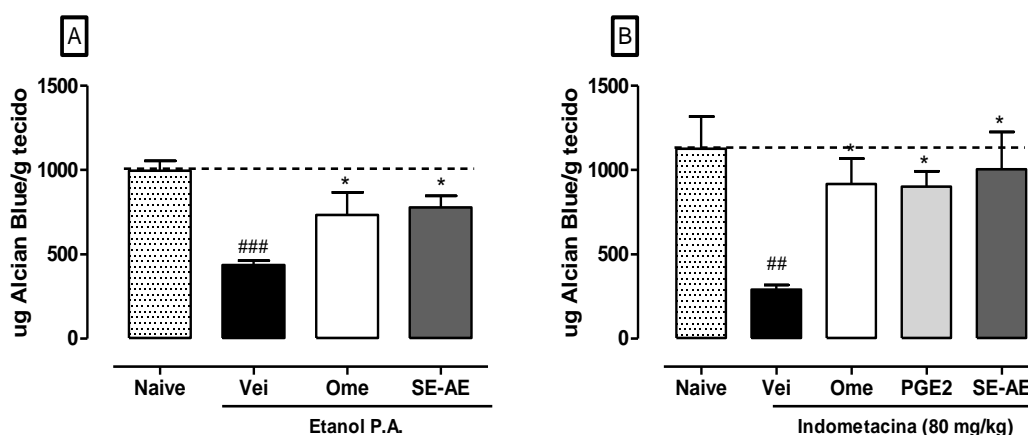 A
ug Alcian Blue/g tecido
1500
1000
500
0
###
*
*
Naive Vei Ome SE-AE
Etanol P.A.
B
ug Alcian Blue/g tecido
1500
1000
500
0
##
*
*
*
Naive Vei Ome PGE2 SE-AE
Indometacina (80 mg/kg)